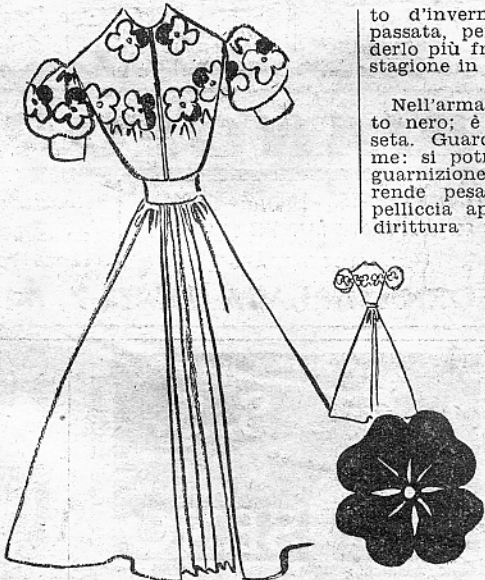 to d'invern
passata, pe
derlo più fr
stagione in
Nell'arma
to nero; è
seta. Guard
me: si potr
guarnizione
rende pesa
pelliccia ap
dirittura